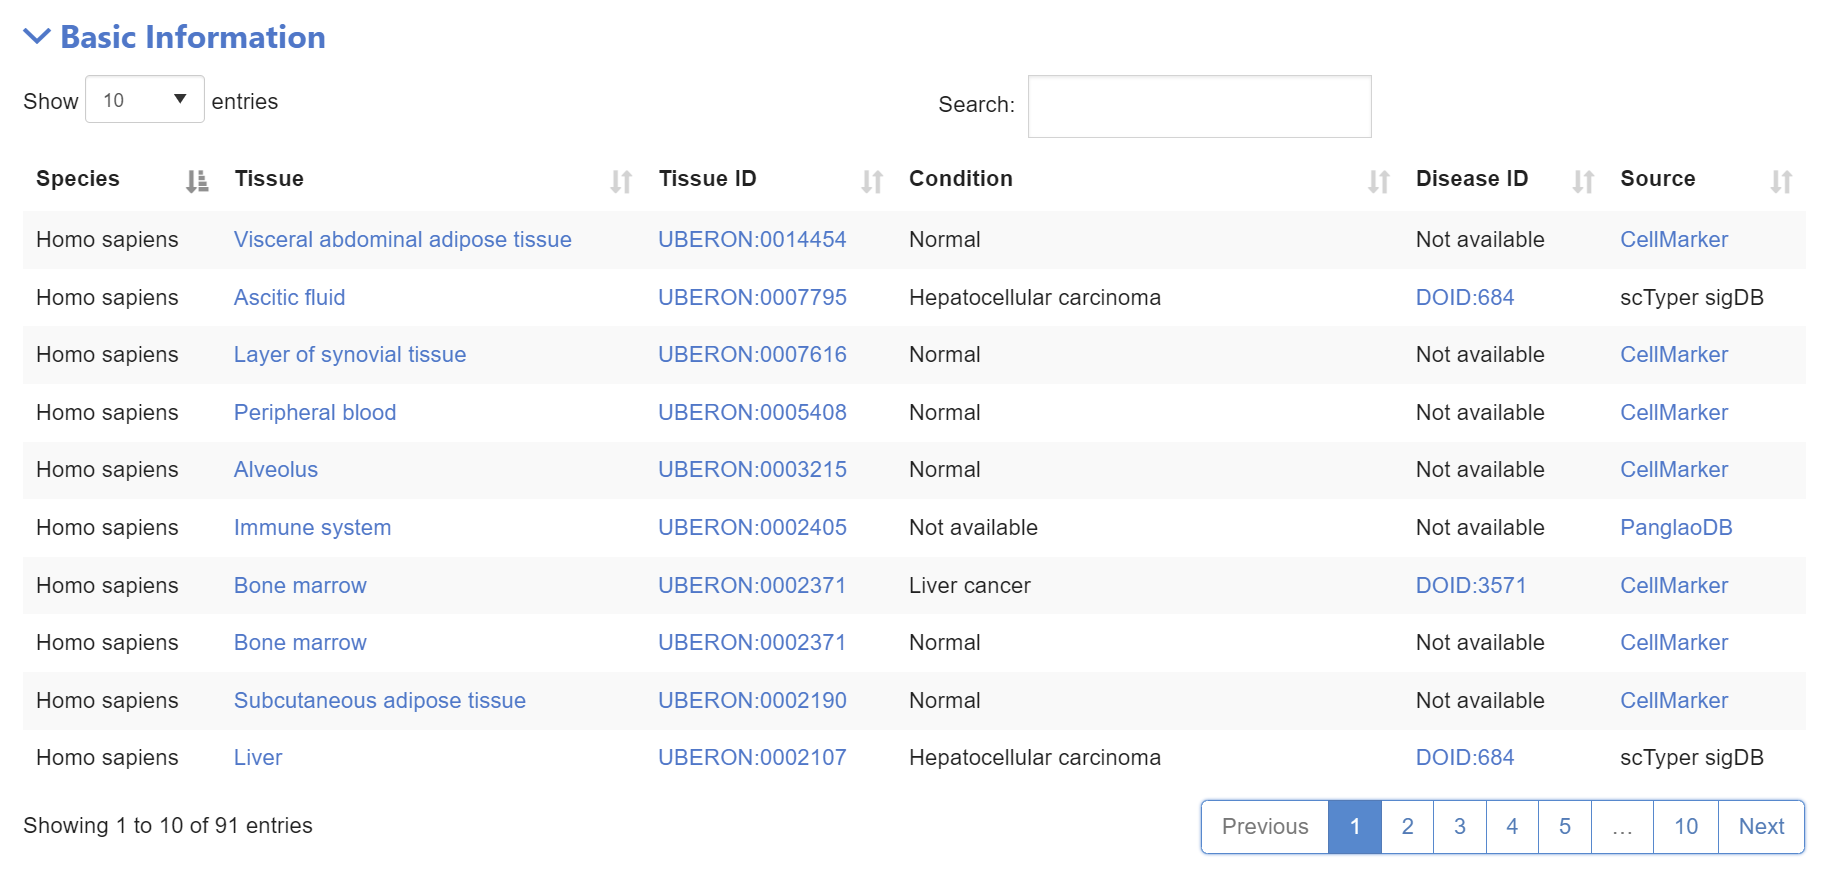 Basic Information
Show 10 entries Search:
Species Tissue Tissue ID Condition Disease ID Source
Homo sapiens Visceral abdominal adipose tissue UBERON:0014454 Normal Not available CellMarker
Homo sapiens Ascitic fluid UBERON:0007795 Hepatocellular carcinoma DOID:684 scTyper sigDB
Homo sapiens Layer of synovial tissue UBERON:0007616 Normal Not available CellMarker
Homo sapiens Peripheral blood UBERON:0005408 Normal Not available CellMarker
Homo sapiens Alveolus UBERON:0003215 Normal Not available CellMarker
Homo sapiens Immune system UBERON:0002405 Not available Not available PanglaoDB
Homo sapiens Bone marrow UBERON:0002371 Liver cancer DOID:3571 CellMarker
Homo sapiens Bone marrow UBERON:0002371 Normal Not available CellMarker
Homo sapiens Subcutaneous adipose tissue UBERON:0002190 Normal Not available CellMarker
Homo sapiens Liver UBERON:0002107 Hepatocellular carcinoma DOID:684 scTyper sigDB
Showing 1 to 10 of 91 entries Previous 1 2 3 4 5 … 10 Next